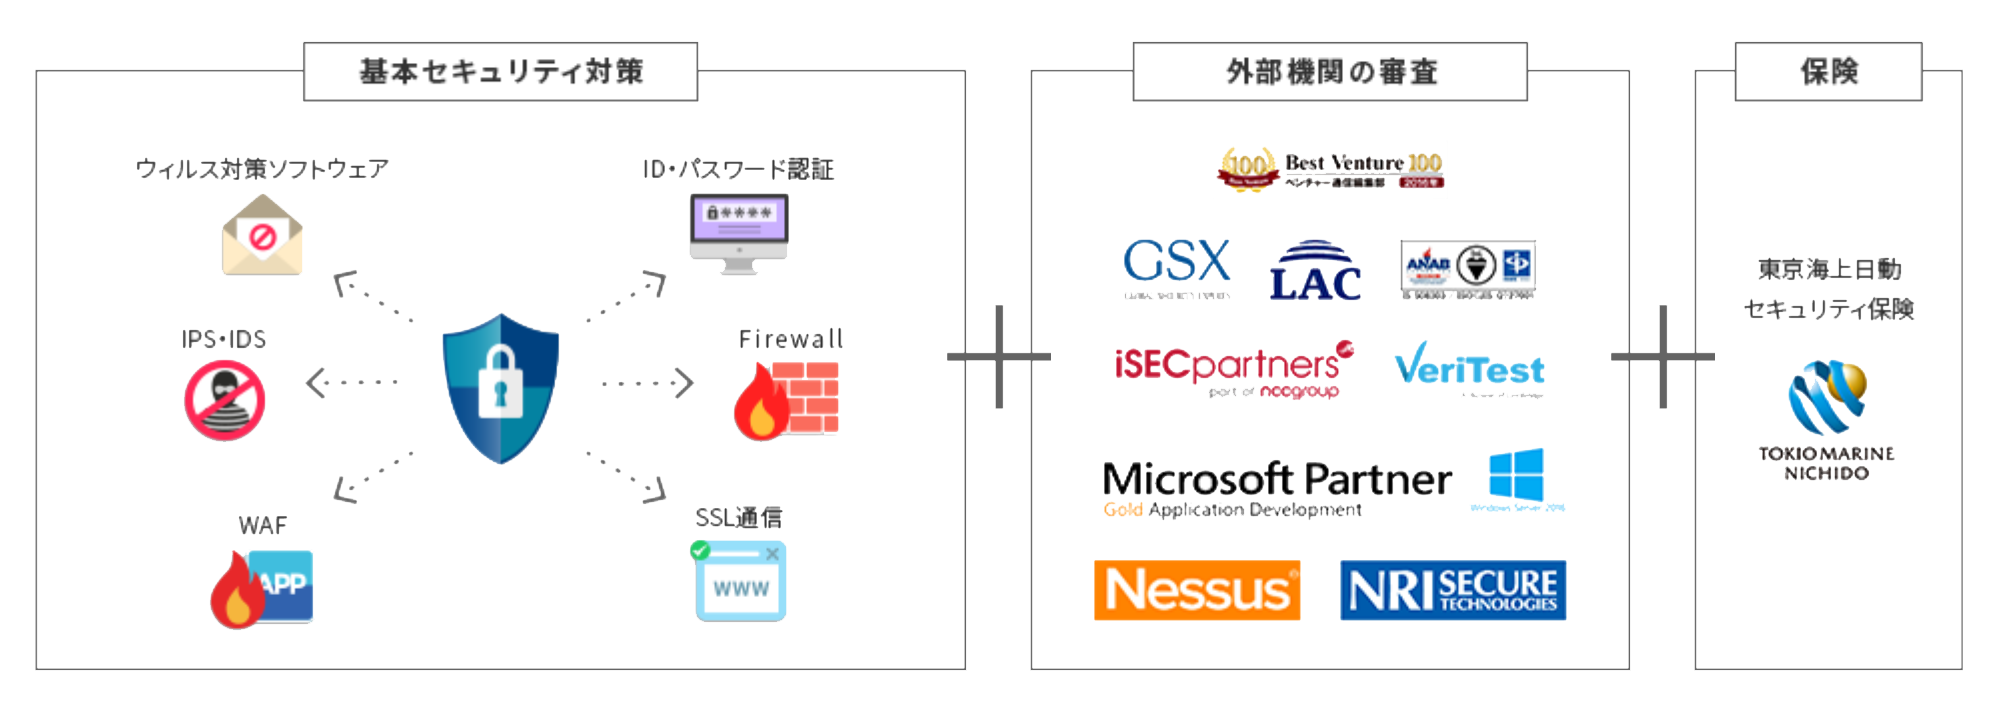 基本セキュリティ対策
ウィルス対策ソフトウェア
ID・パスワード認証
****
IPS・IDS
Firewall
WAF
APP
SSL通信
www
外部機関の審査
100
Best Venture 100
ベンチャー通信編集部 2016年
GSX
LAC
ANAB
iSECpartners
part of nccgroup
VeriTest
Microsoft Partner
Gold Application Development
Windows Server 2016
Nessus
NRI SECURE
TECHNOLOGIES
保険
東京海上日動
セキュリティ保険
TOKIO MARINE
NICHIDO